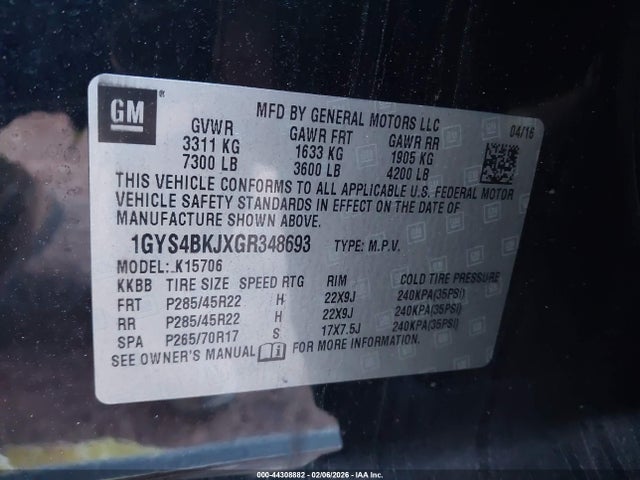 GM ®
MFD BY GENERAL MOTORS LLC
04/16
GVWR GAWR FRT GAWR RR
3311 KG 1633 KG 1905 KG
7300 LB 3600 LB 4200 LB
THIS VEHICLE CONFORMS TO ALL APPLICABLE U.S. FEDERAL MOTOR
VEHICLE SAFETY STANDARDS IN EFFECT ON THE DATE OF
MANUFACTURE SHOWN ABOVE.
1GYS4BKJXGR348693 TYPE: M.P.V.
MODEL: K15706
KKBB TIRE SIZE SPEED RTG RIM COLD TIRE PRESSURE
FRT P285/45R22 H 22X9J 240KPA(35PSI)
RR P285/45R22 H 22X9J 240KPA(35PSI)
SPA P265/70R17 S 17X7.5J 240KPA(35PSI)
SEE OWNER'S MANUAL FOR MORE INFORMATION.
000-44308882 - 02/06/2026 - IAA Inc.